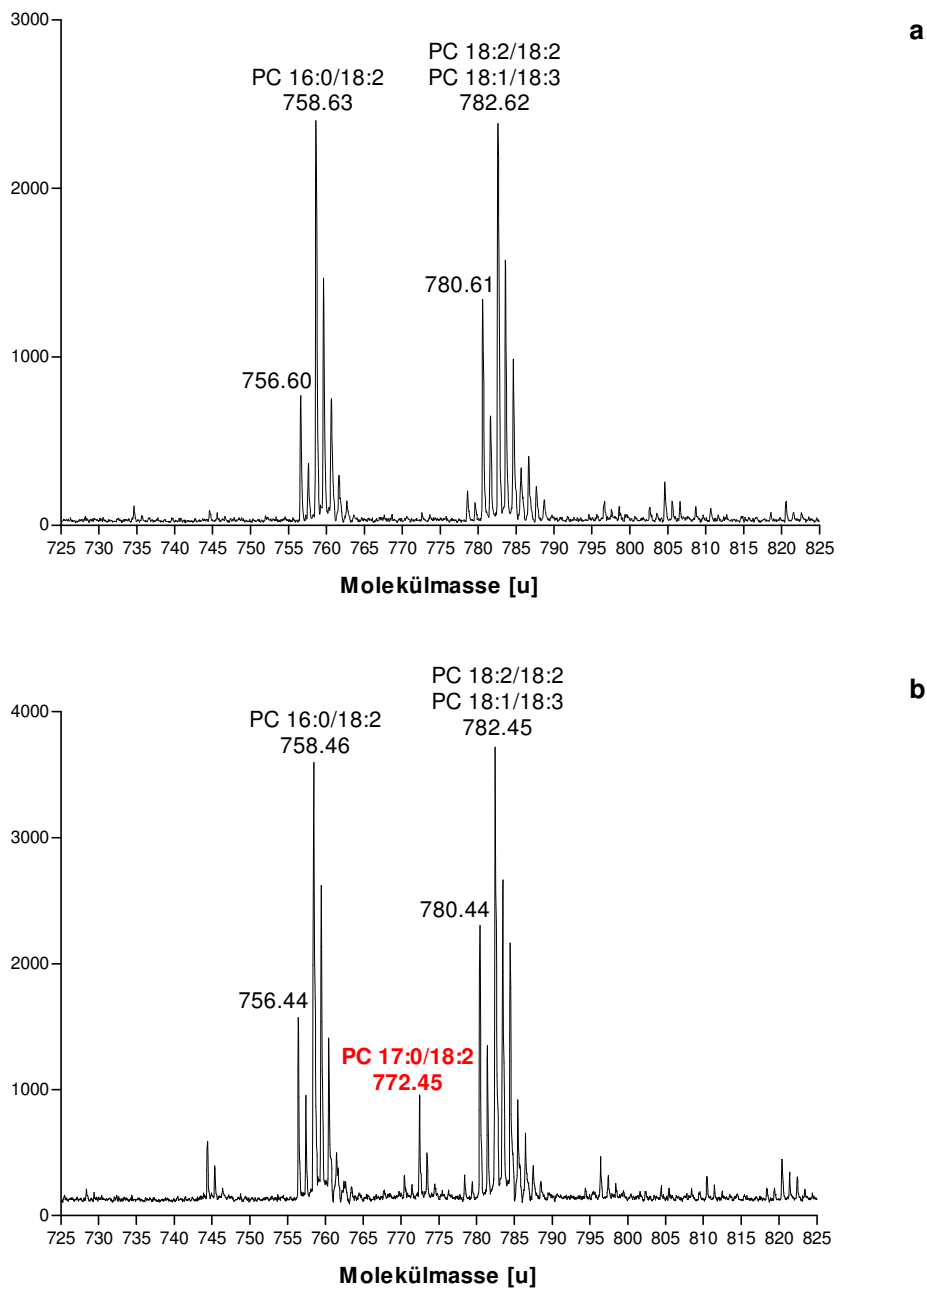 a
PC 18:2/18:2
PC 16:0/18:2 PC 18:1/18:3
758.63 782.62
780.61
756.60
3000
2000
1000
0
725 730 735 740 745 750 755 760 765 770 775 780 785 790 795 800 805 810 815 820 825
Molekülmasse [u]
b
PC 18:2/18:2
PC 16:0/18:2 PC 18:1/18:3
758.46 782.45
780.44
756.44
PC 17:0/18:2
772.45
4000
3000
2000
1000
0
725 730 735 740 745 750 755 760 765 770 775 780 785 790 795 800 805 810 815 820 825
Molekülmasse [u]